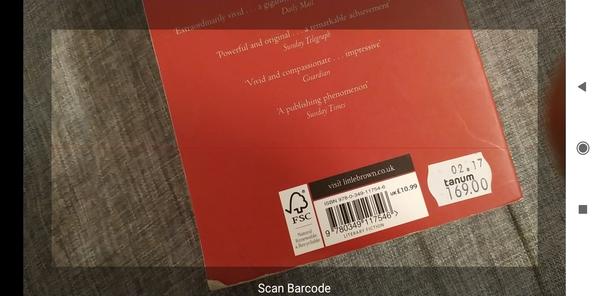 'Extraordinarily vivid . . . a
Daily Mail
'Powerful and original . . . a remarkable achievement'
Sunday Telegraph
'Vivid and compassionate . . . impressive'
Guardian
'A publishing phenomenon'
Sunday Times
visit littlebrown.co.uk
ISBN 978-0-349-11754-6
UK £10.99
9 780349 117546 >
LITERARY FICTION
FSC
Natural
Renewable
& Recyclable
02.17
tanum
169.00
Scan Barcode